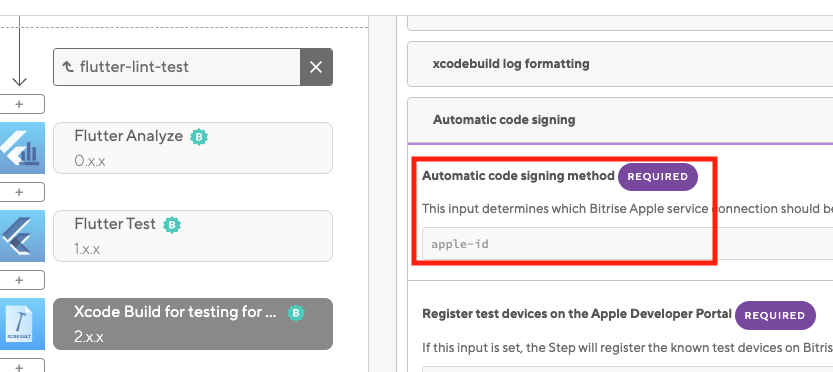 flutter-lint-test
Flutter Analyze
0.x.x
Flutter Test
1.x.x
Xcode Build for testing for ...
2.x.x
xcodebuild log formatting
Automatic code signing
Automatic code signing method REQUIRED
This input determines which Bitrise Apple service connection should be
apple-id
Register test devices on the Apple Developer Portal REQUIRED
If this input is set, the Step will register the known test devices on Bitris